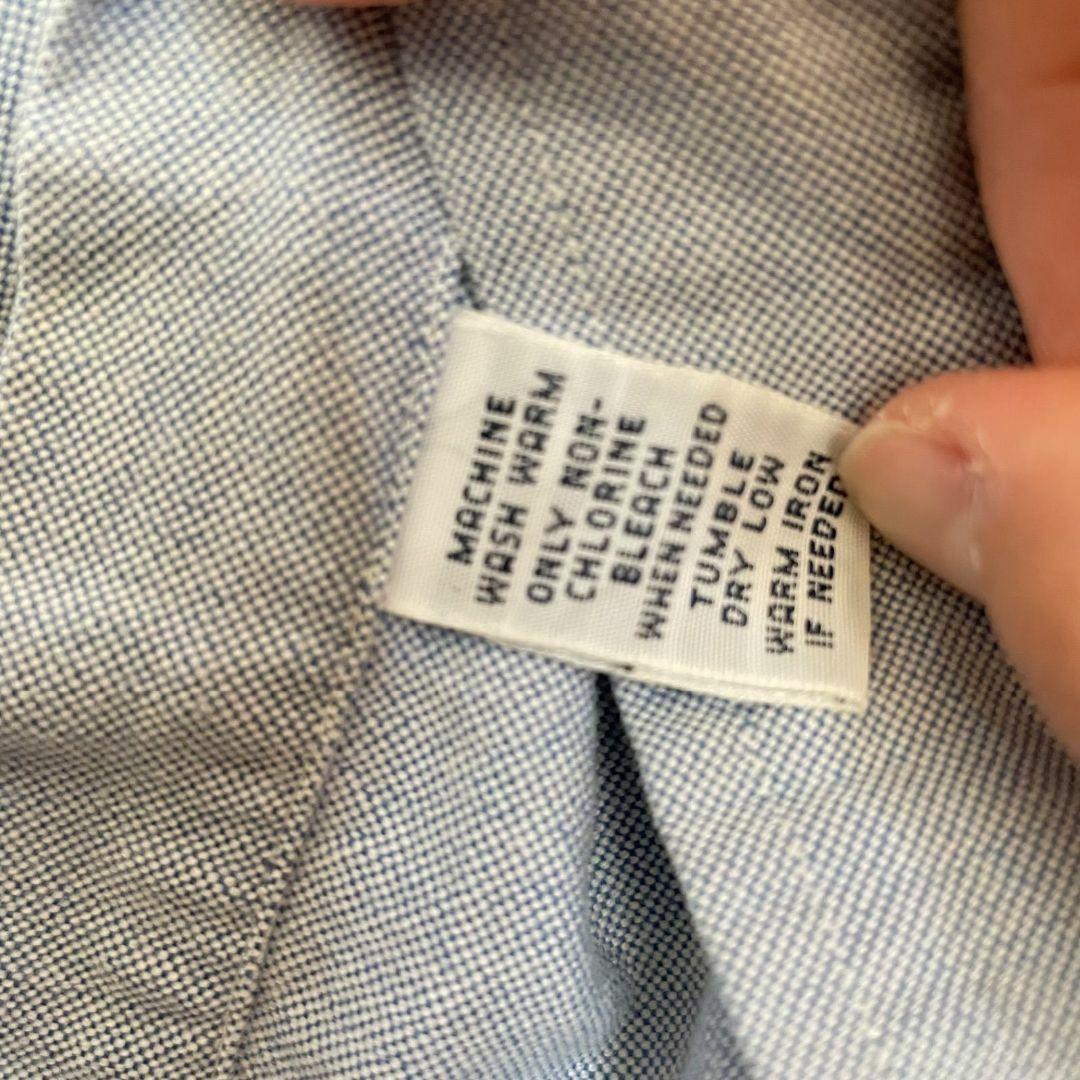 MACHINE
WASH WARM
ONLY NON-
CHLORINE
BLEACH
WHEN NEEDED
TUMBLE
DRY LOW
WARM IRON
IF NEEDED